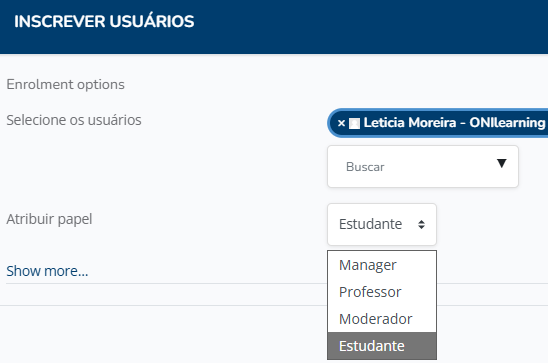 INSCREVER USUÁRIOS
Enrolment options
Selecione os usuários
× Leticia Moreira - ONIlearning
Buscar
Atribuir papel
Estudante
Manager
Professor
Moderador
Estudante
Show more...